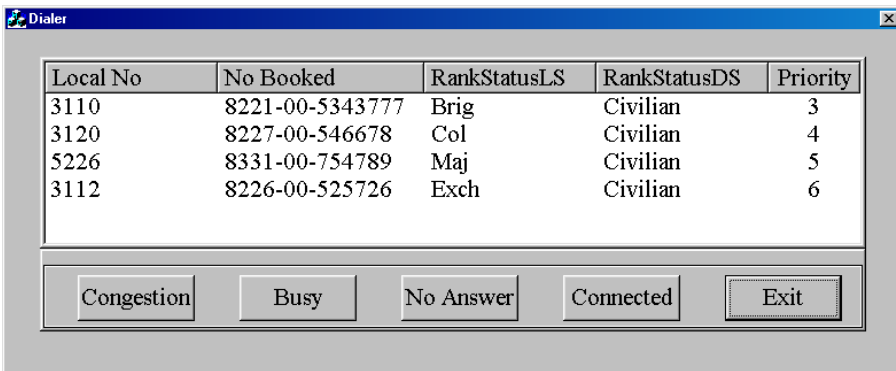 Dialer
Local No No Booked RankStatusLS RankStatusDS Priority
3110 8221-00-5343777 Brig Civilian 3
3120 8227-00-546678 Col Civilian 4
5226 8331-00-754789 Maj Civilian 5
3112 8226-00-525726 Exch Civilian 6
Congestion Busy No Answer Connected Exit